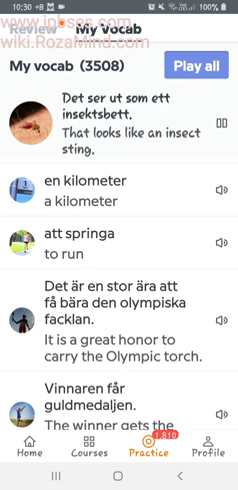 10:30
100%
www.ip8ses.com
Review My Vocab
wiki.RozaMind.com
My vocab (3508)
Play all
Det ser ut som ett
insektsbett.
That looks like an insect
sting.
en kilometer
a kilometer
att springa
to run
Det är en stor ära att
få bära den olympiska
facklan.
It is a great honor to
carry the Olympic torch.
Vinnaren får
guldmedaljen.
The winner gets the
1,810
Home Courses Practice Profile